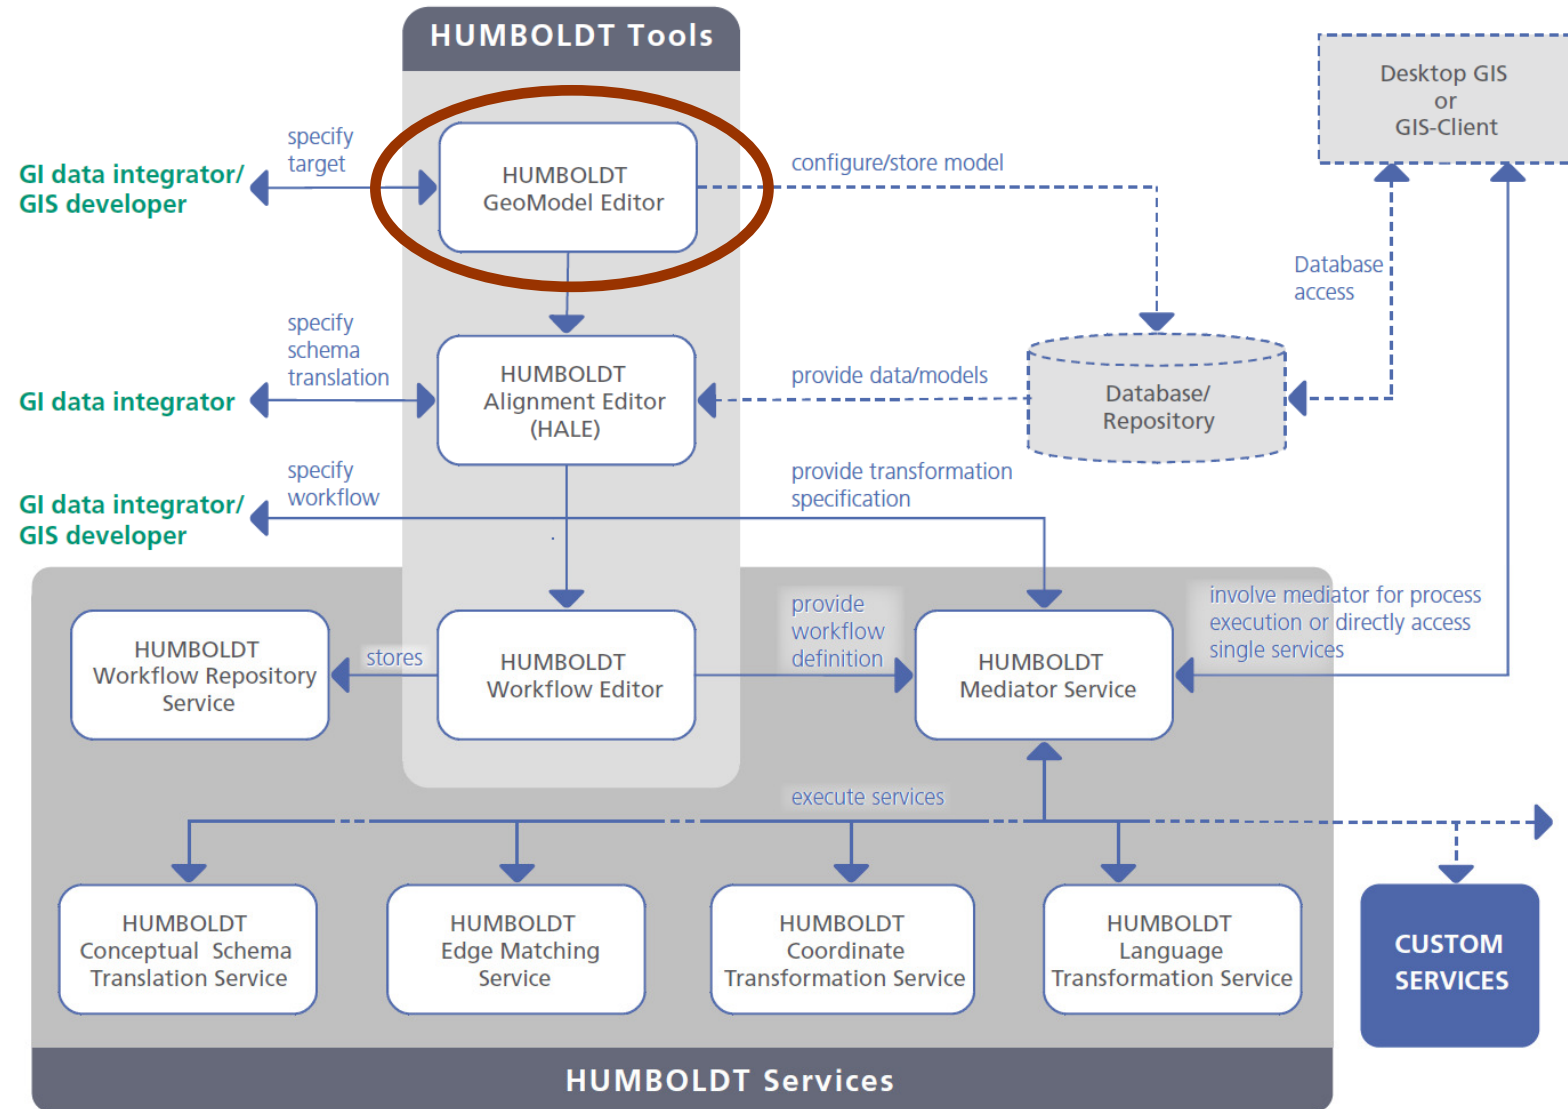 HUMBOLDT Tools
Desktop GIS
or
GIS-Client
specify
target
GI data integrator/
GIS developer
HUMBOLDT
GeoModel Editor
configure/store model
Database
access
specify
schema
translation
GI data integrator
HUMBOLDT
Alignment Editor
(HALE)
provide data/models
Database/
Repository
specify
workflow
GI data integrator/
GIS developer
provide transformation
specification
HUMBOLDT
Workflow Repository
Service
stores
HUMBOLDT
Workflow Editor
provide
workflow
definition
HUMBOLDT
Mediator Service
involve mediator for process
execution or directly access
single services
execute services
HUMBOLDT
Conceptual Schema
Translation Service
HUMBOLDT
Edge Matching
Service
HUMBOLDT
Coordinate
Transformation Service
HUMBOLDT
Language
Transformation Service
CUSTOM
SERVICES
HUMBOLDT Services